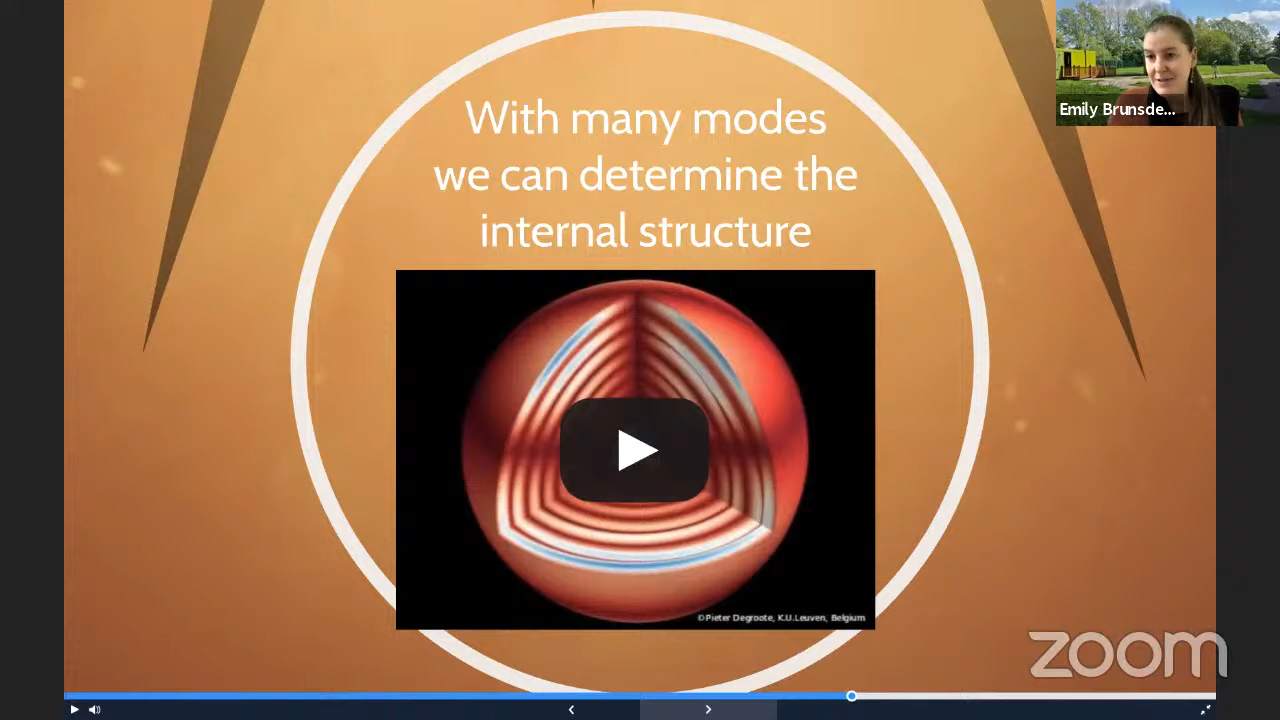 With many modes
we can determine the
internal structure
Emily Brunsde...
©Pieter Degroote, K.U.Leuven, Belgium
zoom